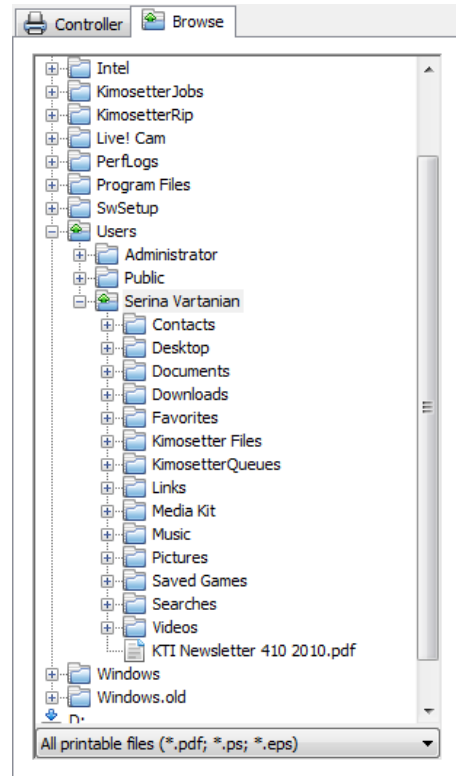 Controller Browse
Intel
KimosetterJobs
KimosetterRip
Live! Cam
PerfLogs
Program Files
SwSetup
Users
Administrator
Public
Serina Vartanian
Contacts
Desktop
Documents
Downloads
Favorites
Kimosetter Files
KimosetterQueues
Links
Media Kit
Music
Pictures
Saved Games
Searches
Videos
KTI Newsletter 410 2010.pdf
Windows
Windows.old
D:
All printable files (*.pdf; *.ps; *.eps)